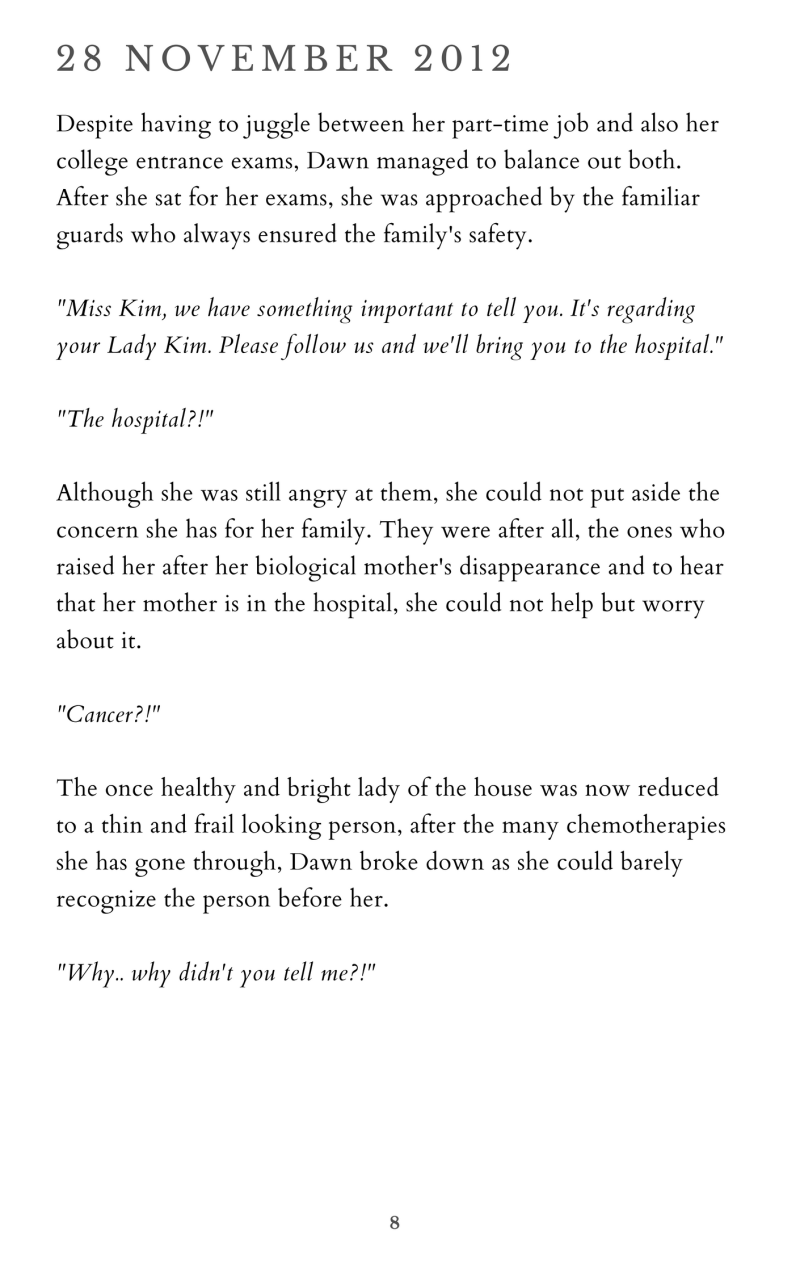 28 NOVEMBER 2012
Despite having to juggle between her part-time job and also her
college entrance exams, Dawn managed to balance out both.
After she sat for her exams, she was approached by the familiar
guards who always ensured the family's safety.
"Miss Kim, we have something important to tell you. It's regarding
your Lady Kim. Please follow us and we'll bring you to the hospital."
"The hospital?!"
Although she was still angry at them, she could not put aside the
concern she has for her family. They were after all, the ones who
raised her after her biological mother's disappearance and to hear
that her mother is in the hospital, she could not help but worry
about it.
"Cancer?!"
The once healthy and bright lady of the house was now reduced
to a thin and frail looking person, after the many chemotherapies
she has gone through, Dawn broke down as she could barely
recognize the person before her.
"Why.. why didn't you tell me?!"
8